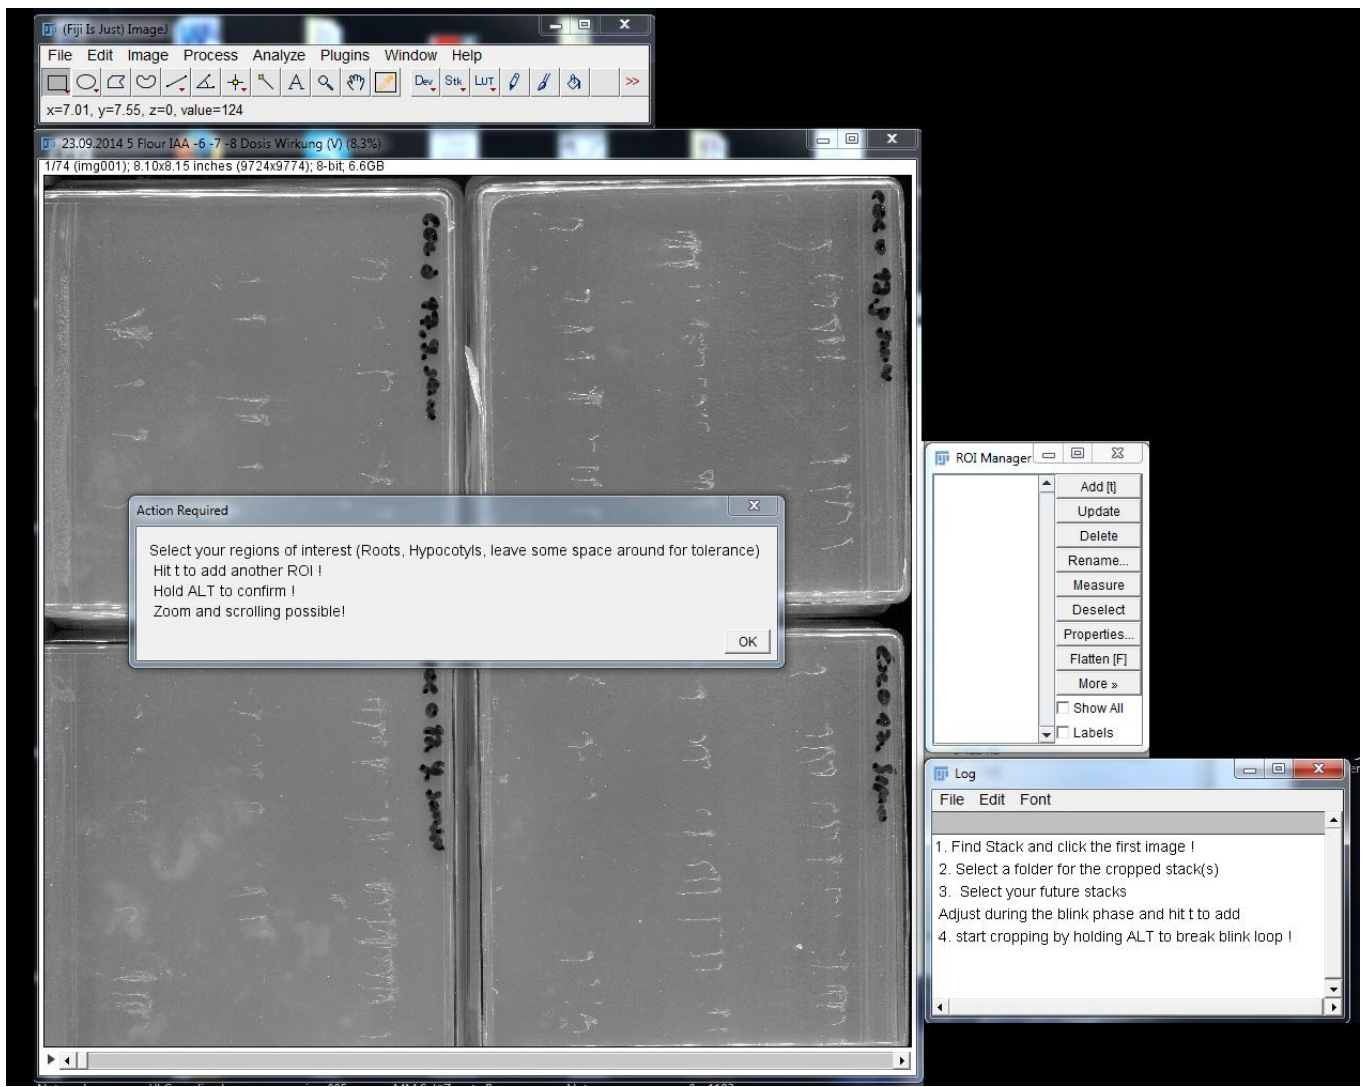 (Fiji Is Just) ImageJ
File Edit Image Process Analyze Plugins Window Help
A Dev Stk LUT >>
x=7.01, y=7.55, z=0, value=124
23.09.2014 5 Flour IAA -6 -7 -8 Dosis Wirkung (V) (8.3%)
1/74 (img001); 8.10x8.15 inches (9724x9774); 8-bit; 6.6GB
Action Required
Select your regions of interest (Roots, Hypocotyls, leave some space around for tolerance)
Hit t to add another ROI !
Hold ALT to confirm !
Zoom and scrolling possible!
OK
ROI Manager
Add [t]
Update
Delete
Rename...
Measure
Deselect
Properties...
Flatten [F]
More »
Show All
Labels
Log
File Edit Font
1. Find Stack and click the first image !
2. Select a folder for the cropped stack(s)
3. Select your future stacks
Adjust during the blink phase and hit t to add
4. start cropping by holding ALT to break blink loop !